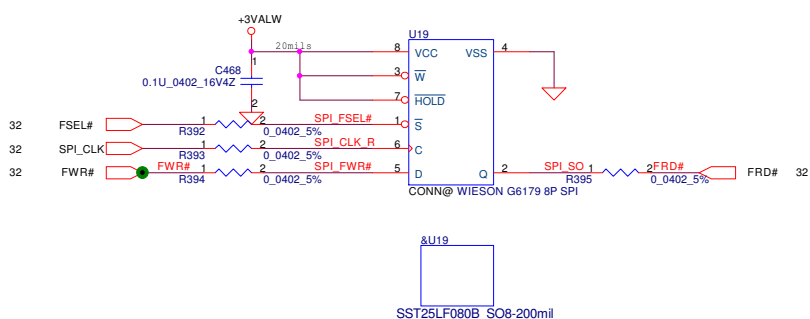 +3VALW
U19
20mils
8 VCC VSS 4
1
C468
0.1U_0402_16V4Z
2
3 W
7 HOLD
32 FSEL# 1 R392 2 0_0402_5% SPI_FSEL# 1 S
32 SPI_CLK 1 R393 2 0_0402_5% SPI_CLK_R 6 C
32 FWR# FWR# 1 R394 2 0_0402_5% SPI_FWR# 5 D
Q 2 SPI_SO 1 R395 2 0_0402_5% FRD# FRD# 32
CONN@ WIESON G6179 8P SPI
&U19
SST25LF080B_SO8-200mil